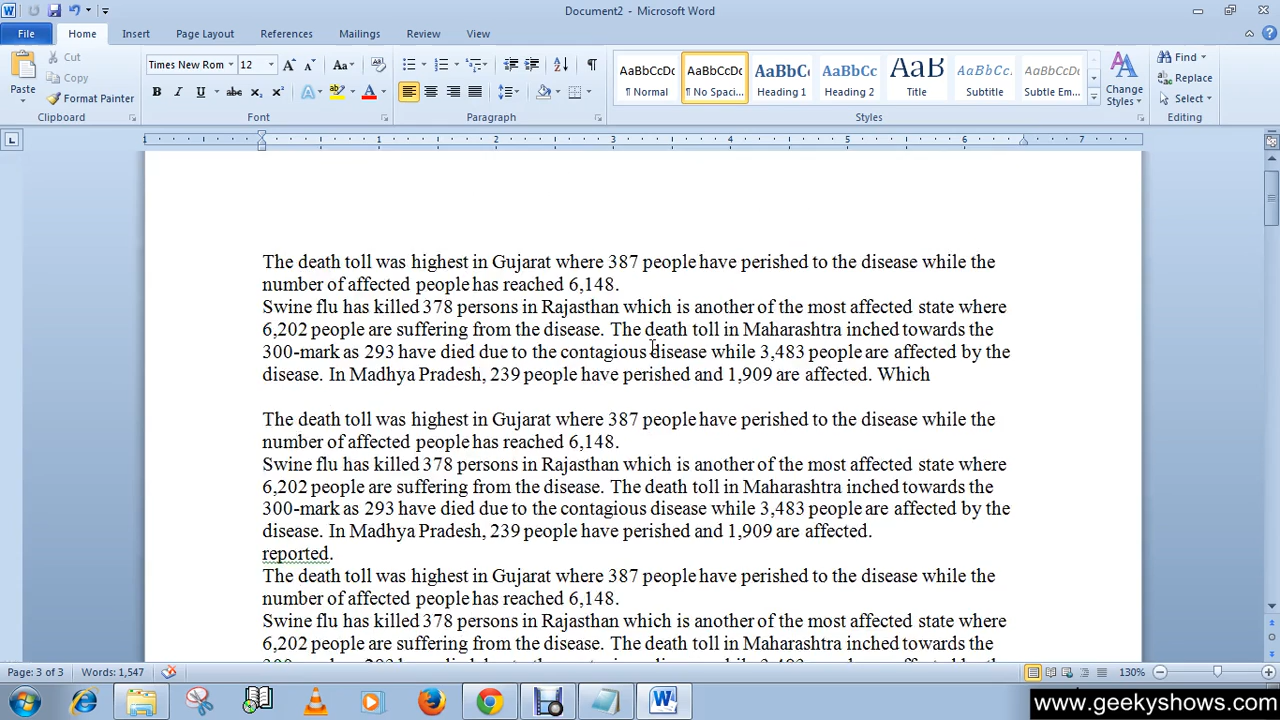 Document2 - Microsoft Word
File Home Insert Page Layout References Mailings Review View
Paste Cut Copy Format Painter Clipboard
Times New Rom 12 Aa Font
Paragraph
AaBbCcDc ¶ Normal
AaBbCcDc ¶ No Spaci...
AaBbCc Heading 1
AaBbCc Heading 2
AaB Title
AaBbCcL Subtitle
AaBbCcDc Subtle Em...
Change Styles Styles
Find Replace Select Editing
1 1 2 3 4 5 6 7
The death toll was highest in Gujarat where 387 people have perished to the disease while the
number of affected people has reached 6,148.
Swine flu has killed 378 persons in Rajasthan which is another of the most affected state where
6,202 people are suffering from the disease. The death toll in Maharashtra inched towards the
300-mark as 293 have died due to the contagious disease while 3,483 people are affected by the
disease. In Madhya Pradesh, 239 people have perished and 1,909 are affected. Which
The death toll was highest in Gujarat where 387 people have perished to the disease while the
number of affected people has reached 6,148.
Swine flu has killed 378 persons in Rajasthan which is another of the most affected state where
6,202 people are suffering from the disease. The death toll in Maharashtra inched towards the
300-mark as 293 have died due to the contagious disease while 3,483 people are affected by the
disease. In Madhya Pradesh, 239 people have perished and 1,909 are affected.
reported.
The death toll was highest in Gujarat where 387 people have perished to the disease while the
number of affected people has reached 6,148.
Swine flu has killed 378 persons in Rajasthan which is another of the most affected state where
6,202 people are suffering from the disease. The death toll in Maharashtra inched towards the
Page: 3 of 3 Words: 1,547 130%
www.geekyshows.com